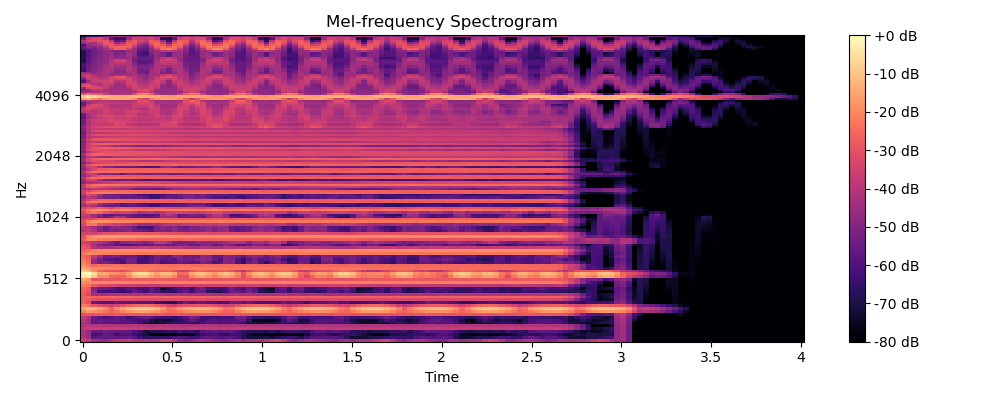 Mel-frequency Spectrogram
Hz
4096
2048
1024
512
0
0
0.5
1
1.5
2
2.5
3
3.5
4
Time
+0 dB
-10 dB
-20 dB
-30 dB
-40 dB
-50 dB
-60 dB
-70 dB
-80 dB